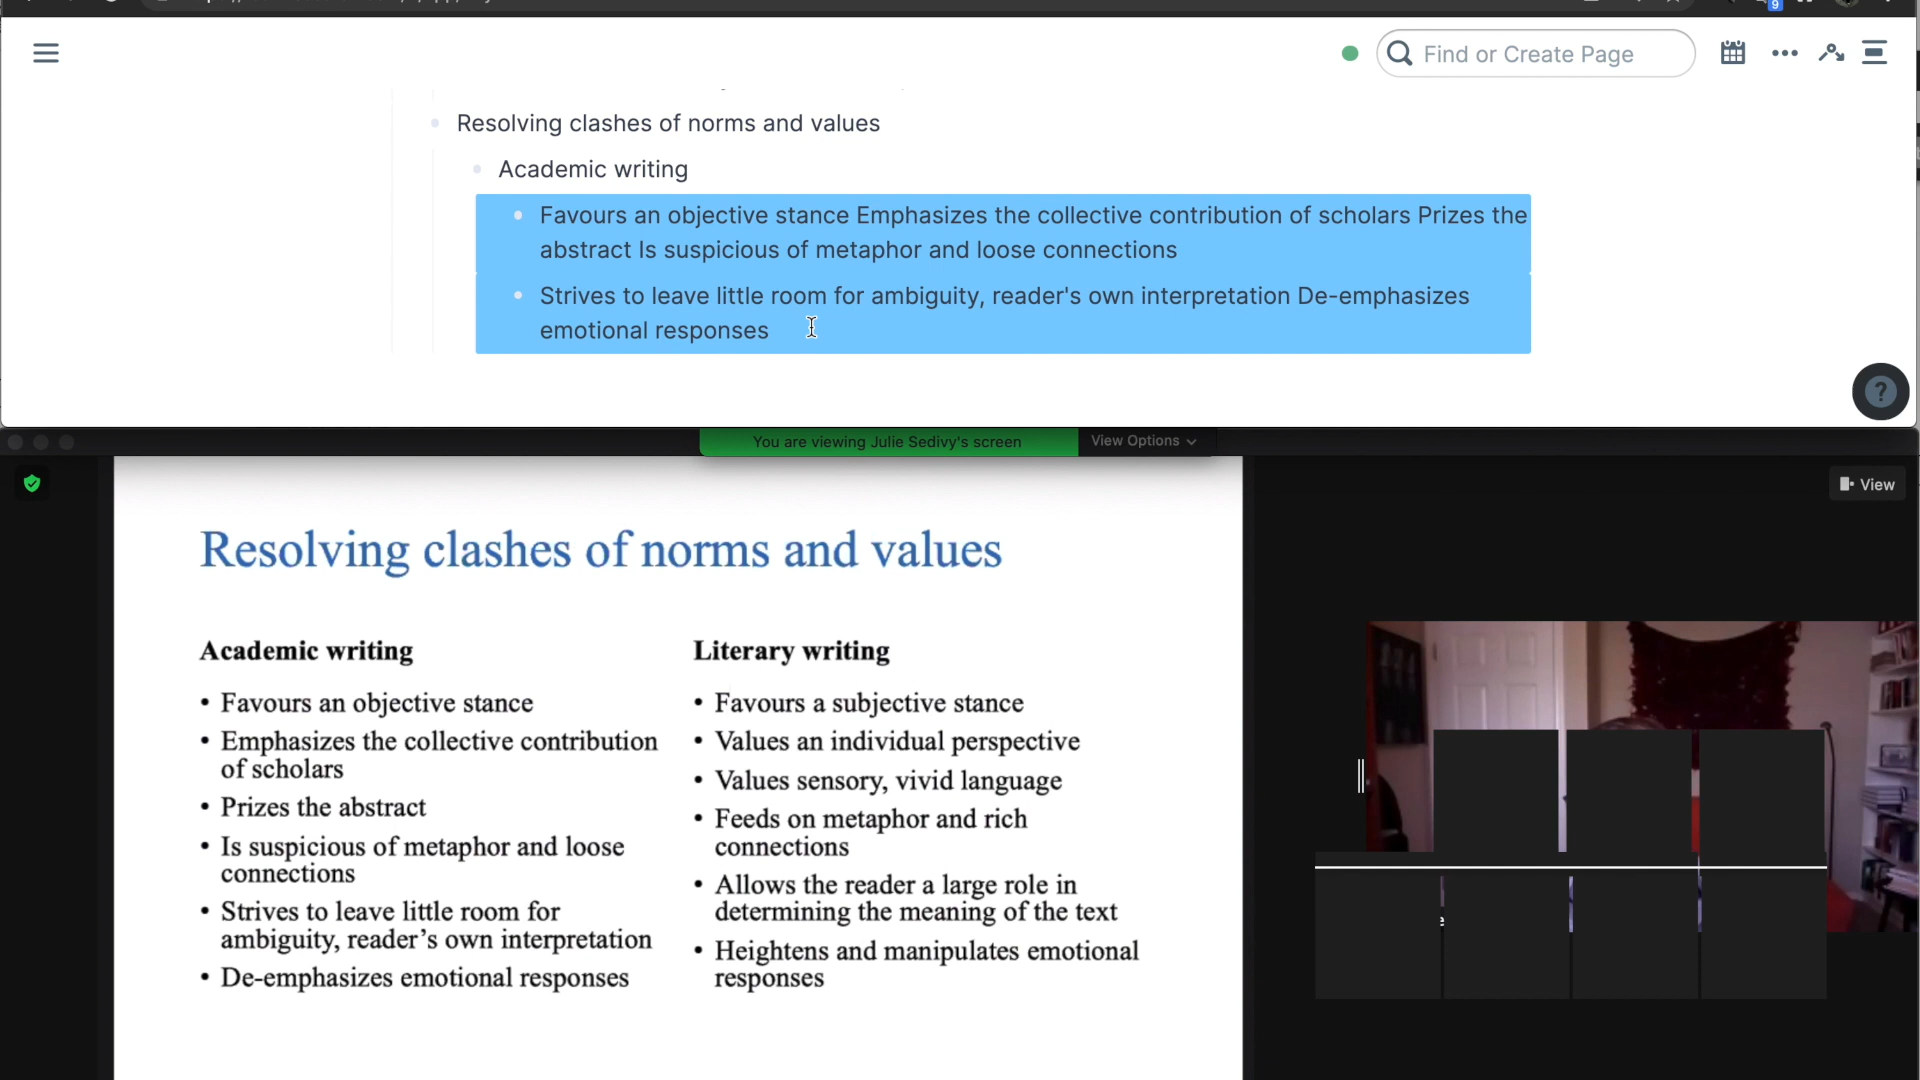 9
Find or Create Page
Resolving clashes of norms and values
Academic writing
Favours an objective stance Emphasizes the collective contribution of scholars Prizes the
abstract Is suspicious of metaphor and loose connections
Strives to leave little room for ambiguity, reader's own interpretation De-emphasizes
emotional responses
?
You are viewing Julie Sedivy's screen
View Options
View
Resolving clashes of norms and values
Academic writing
• Favours an objective stance
• Emphasizes the collective contribution
of scholars
• Prizes the abstract
• Is suspicious of metaphor and loose
connections
• Strives to leave little room for
ambiguity, reader’s own interpretation
• De-emphasizes emotional responses
Literary writing
• Favours a subjective stance
• Values an individual perspective
• Values sensory, vivid language
• Feeds on metaphor and rich
connections
• Allows the reader a large role in
determining the meaning of the text
• Heightens and manipulates emotional
responses